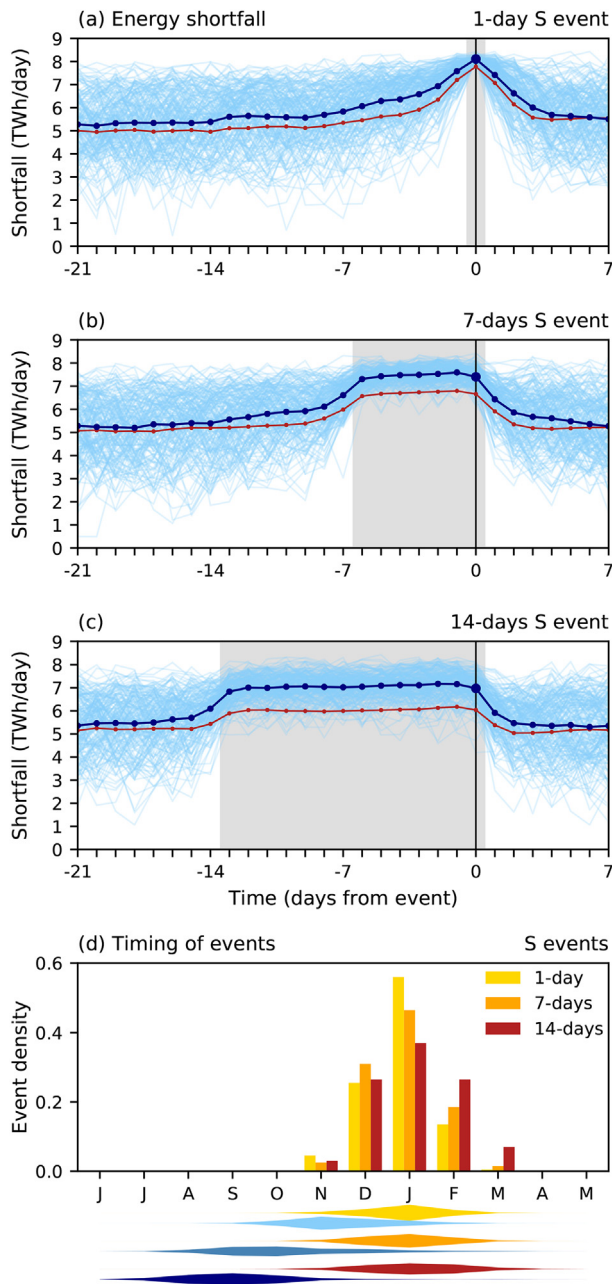 (a) Energy shortfall 1-day S event
9
8
7
6
5
4
3
2
1
0
Shortfall (TWh/day)
-21 -14 -7 0 7
(b) 7-days S event
9
8
7
6
5
4
3
2
1
0
Shortfall (TWh/day)
-21 -14 -7 0 7
(c) 14-days S event
9
8
7
6
5
4
3
2
1
0
Shortfall (TWh/day)
-21 -14 -7 0 7
Time (days from event)
(d) Timing of events S events
0.6
0.4
0.2
0.0
Event density
1-day
7-days
14-days
J J A S O N D J F M A M